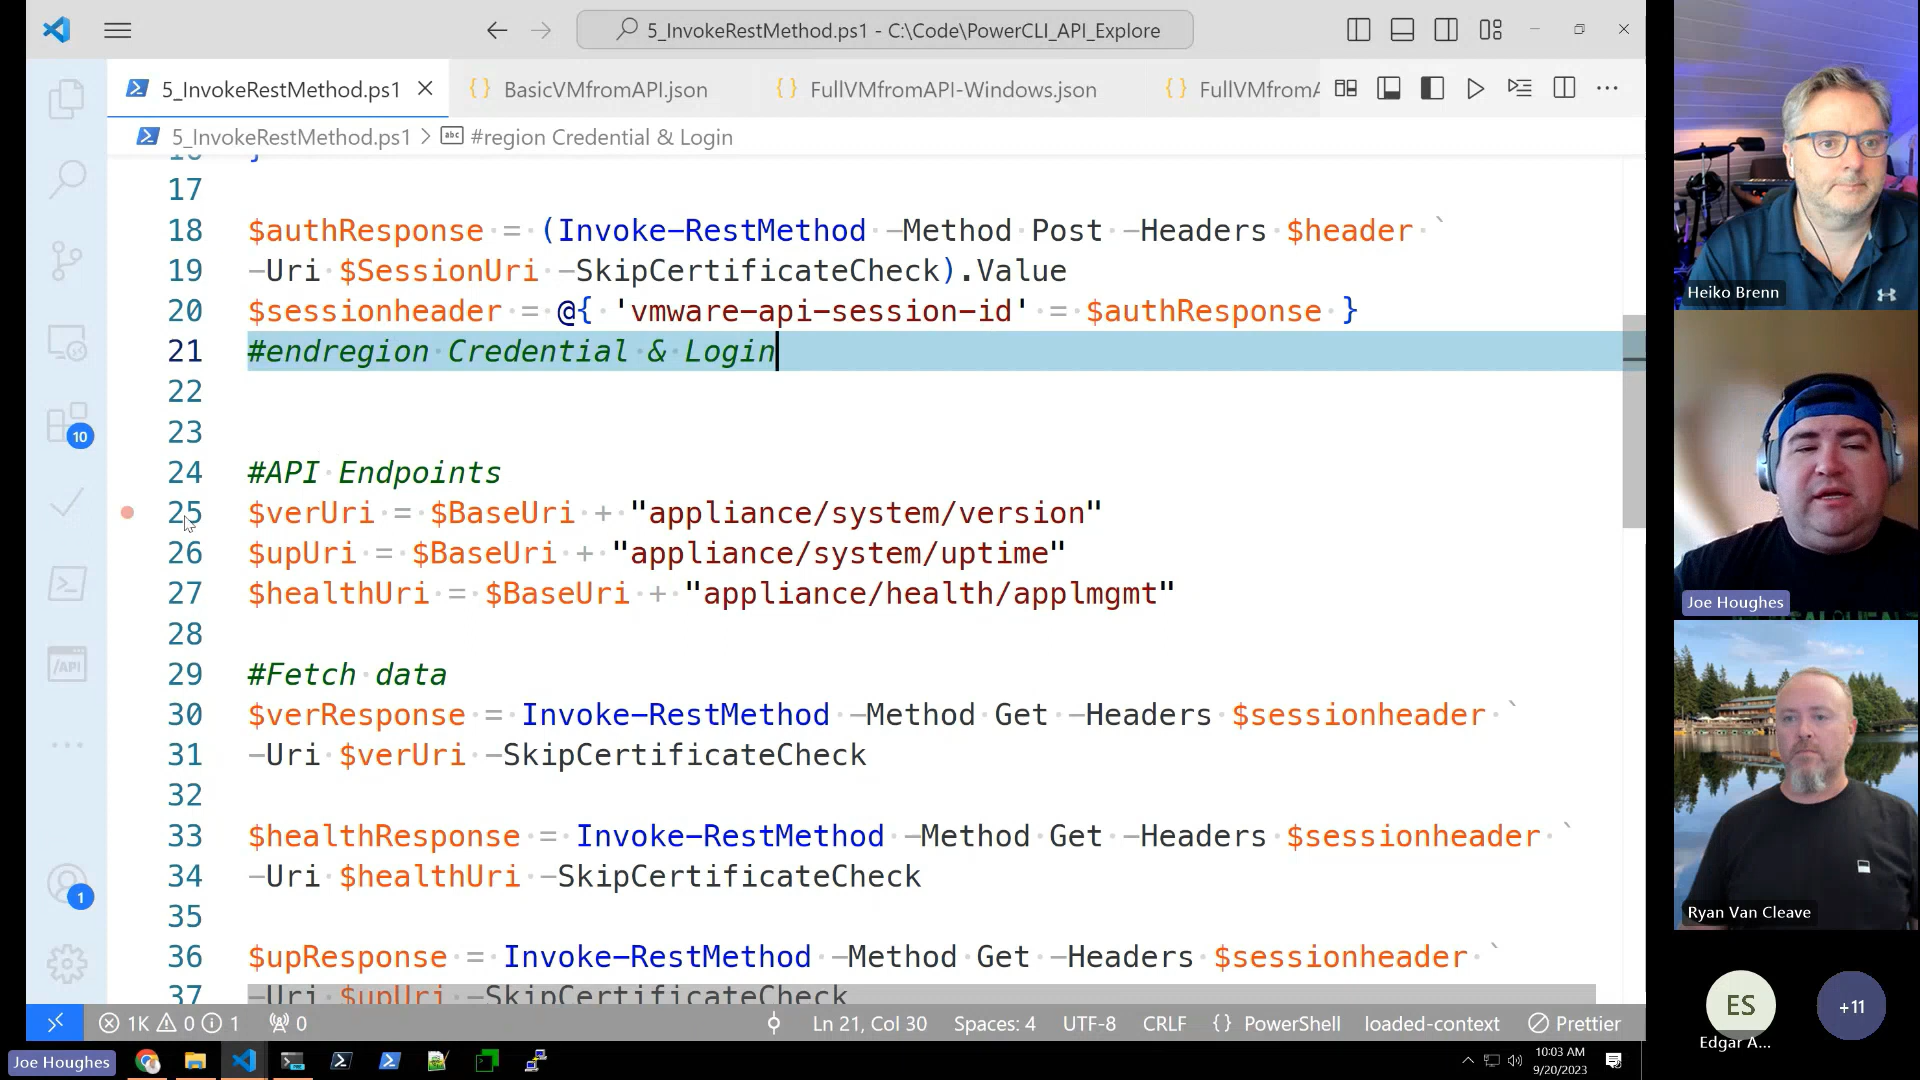 5_InvokeRestMethod.ps1 - C:\Code\PowerCLI_API_Explore
5_InvokeRestMethod.ps1
BasicVMfromAPI.json
FullVMfromAPI-Windows.json
5_InvokeRestMethod.ps1 > #region Credential & Login
17
18 $authResponse = (Invoke-RestMethod -Method Post -Headers $header `
19 -Uri $SessionUri -SkipCertificateCheck).Value
20 $sessionheader = @{ 'vmware-api-session-id' = $authResponse }
21 #endregion Credential & Login
22
23
24 #API Endpoints
25 $verUri = $BaseUri + "appliance/system/version"
26 $upUri = $BaseUri + "appliance/system/uptime"
27 $healthUri = $BaseUri + "appliance/health/applmgmt"
28
29 #Fetch data
30 $verResponse = Invoke-RestMethod -Method Get -Headers $sessionheader `
31 -Uri $verUri -SkipCertificateCheck
32
33 $healthResponse = Invoke-RestMethod -Method Get -Headers $sessionheader `
34 -Uri $healthUri -SkipCertificateCheck
35
36 $upResponse = Invoke-RestMethod -Method Get -Headers $sessionheader `
37 -Uri $upUri -SkipCertificateCheck
10
/API
1
1K 0 1 0
Ln 21, Col 30
Spaces: 4
UTF-8
CRLF
{} PowerShell
loaded-context
Prettier
Joe Houghes
10:03 AM
9/20/2023
Heiko Brenn
Joe Houghes
Ryan Van Cleave
ES
Edgar A...
+11